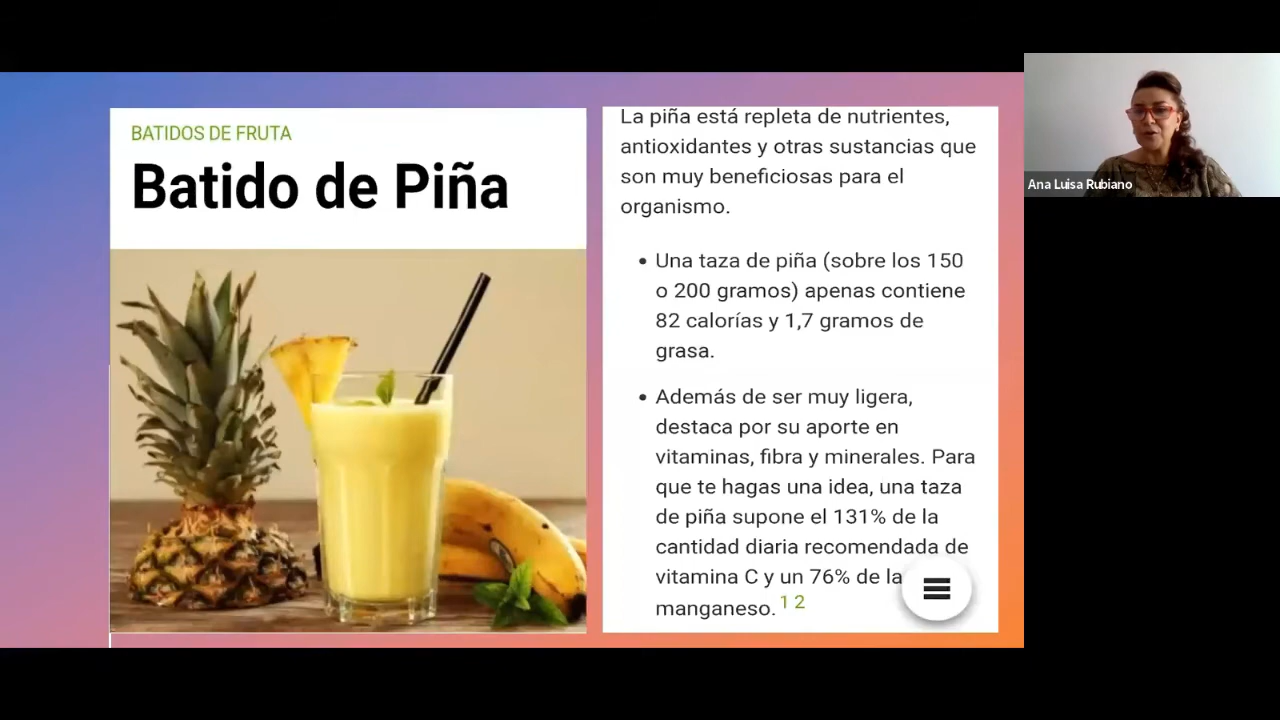 BATIDOS DE FRUTA
Batido de Piña
La piña está repleta de nutrientes,
antioxidantes y otras sustancias que
son muy beneficiosas para el
organismo.
• Una taza de piña (sobre los 150
o 200 gramos) apenas contiene
82 calorías y 1,7 gramos de
grasa.
• Además de ser muy ligera,
destaca por su aporte en
vitaminas, fibra y minerales. Para
que te hagas una idea, una taza
de piña supone el 131% de la
cantidad diaria recomendada de
vitamina C y un 76% de la
manganeso. 1 2
Ana Luisa Rubiano